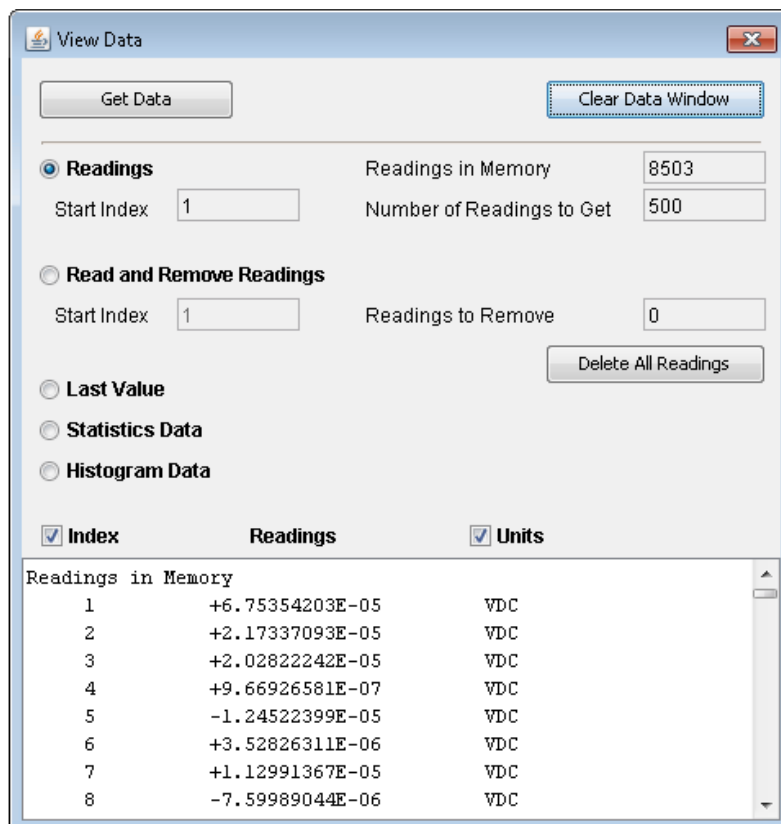 View Data
Get Data Clear Data Window
Readings Readings in Memory 8503
Start Index 1 Number of Readings to Get 500
Read and Remove Readings
Start Index 1 Readings to Remove 0
Delete All Readings
Last Value
Statistics Data
Histogram Data
Index Readings Units
Readings in Memory
1 +6.75354203E-05 VDC
2 +2.17337093E-05 VDC
3 +2.02822242E-05 VDC
4 +9.66926581E-07 VDC
5 -1.24522399E-05 VDC
6 +3.52826311E-06 VDC
7 +1.12991367E-05 VDC
8 -7.59989044E-06 VDC